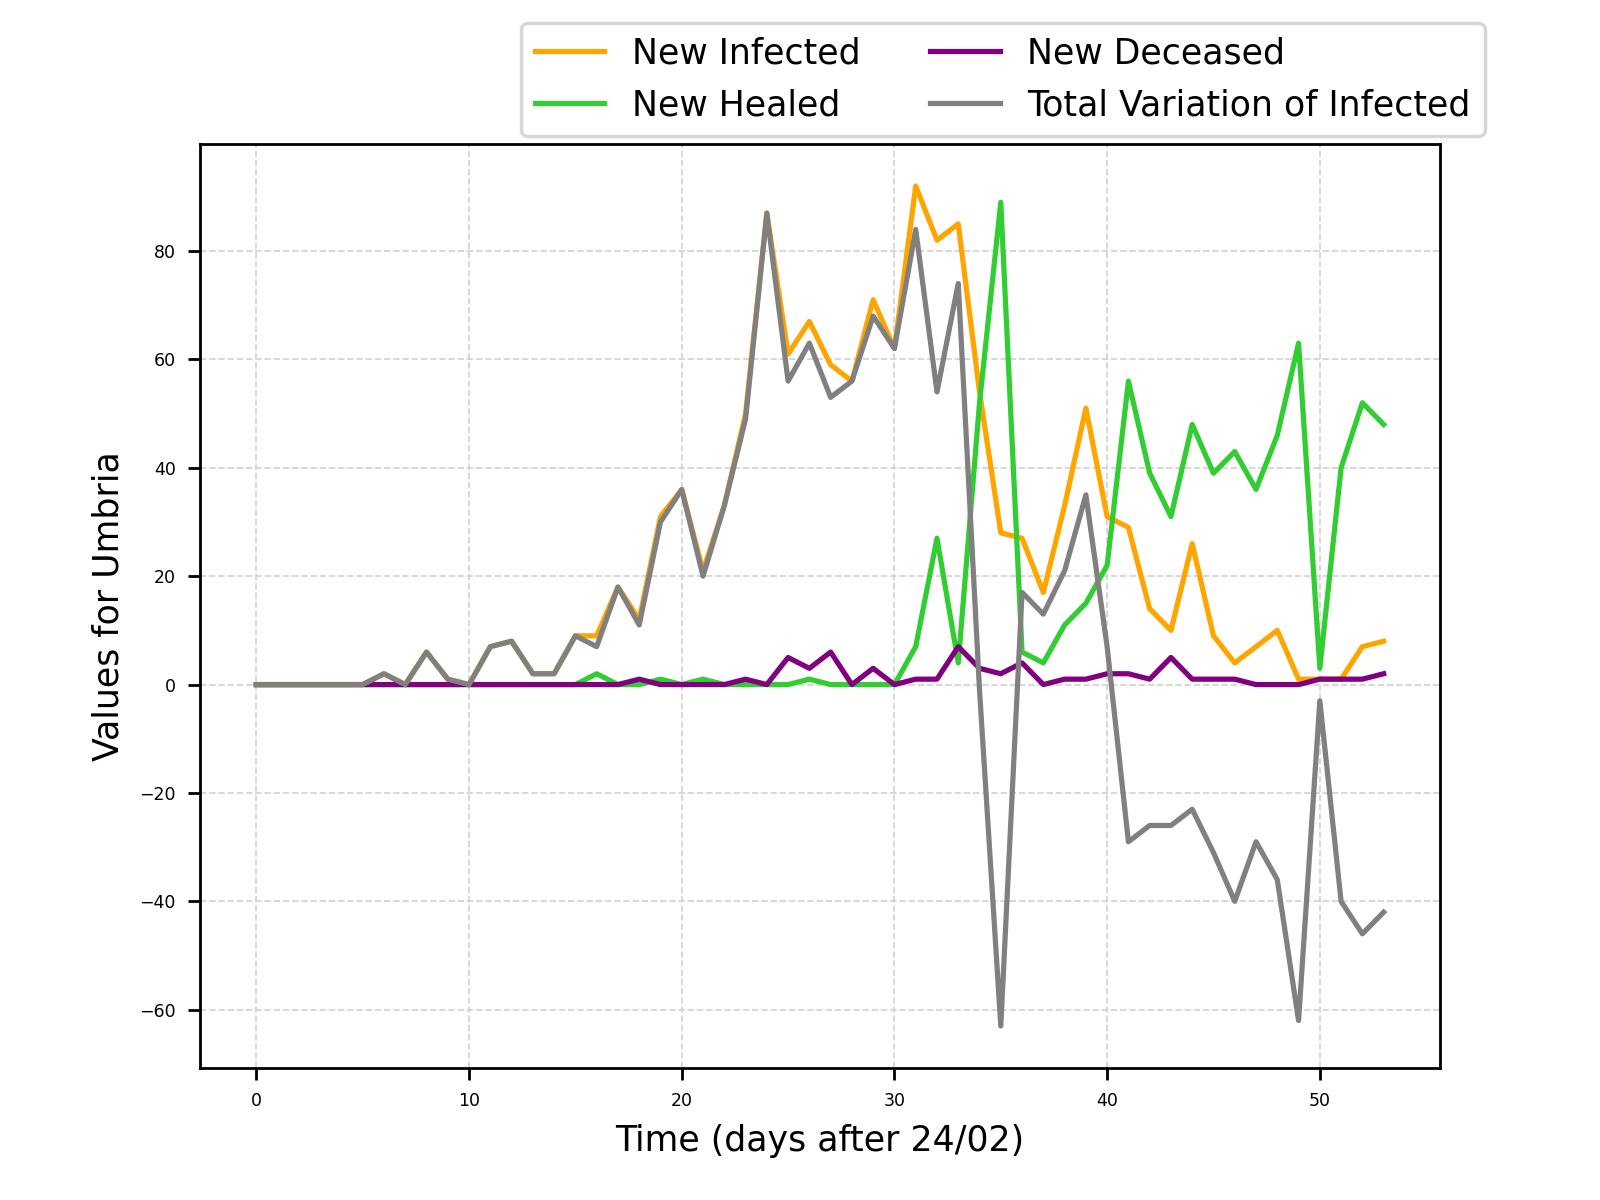 New Infected
New Healed
New Deceased
Total Variation of Infected
Values for Umbria
80
60
40
20
0
−20
−40
−60
0 10 20 30 40 50
Time (days after 24/02)